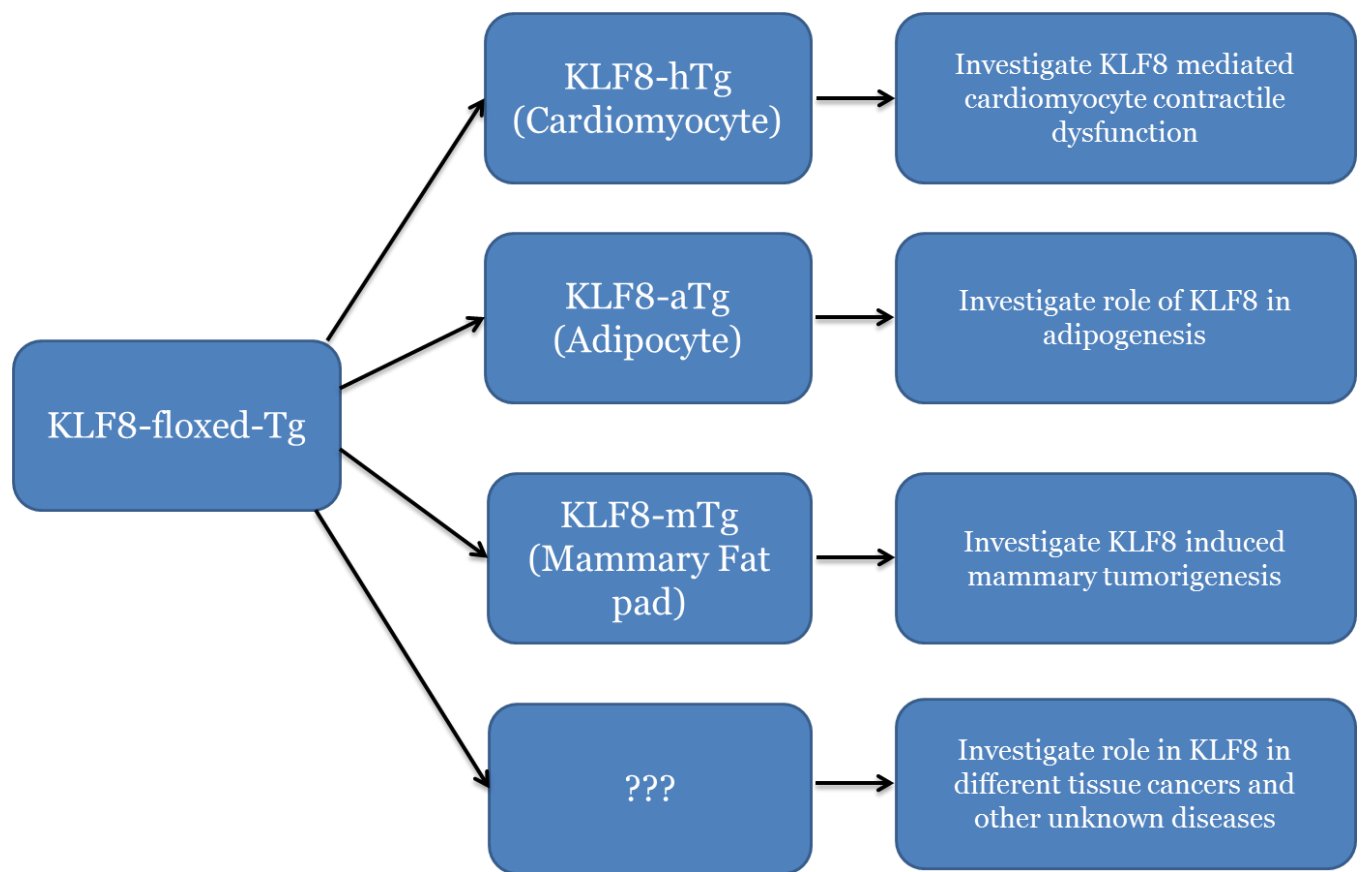 KLF8-floxed-Tg
KLF8-hTg
(Cardiomyocyte)
Investigate KLF8 mediated
cardiomyocyte contractile
dysfunction
KLF8-aTg
(Adipocyte)
Investigate role of KLF8 in
adipogenesis
KLF8-mTg
(Mammary Fat
pad)
Investigate KLF8 induced
mammary tumorigenesis
???
Investigate role in KLF8 in
different tissue cancers and
other unknown diseases